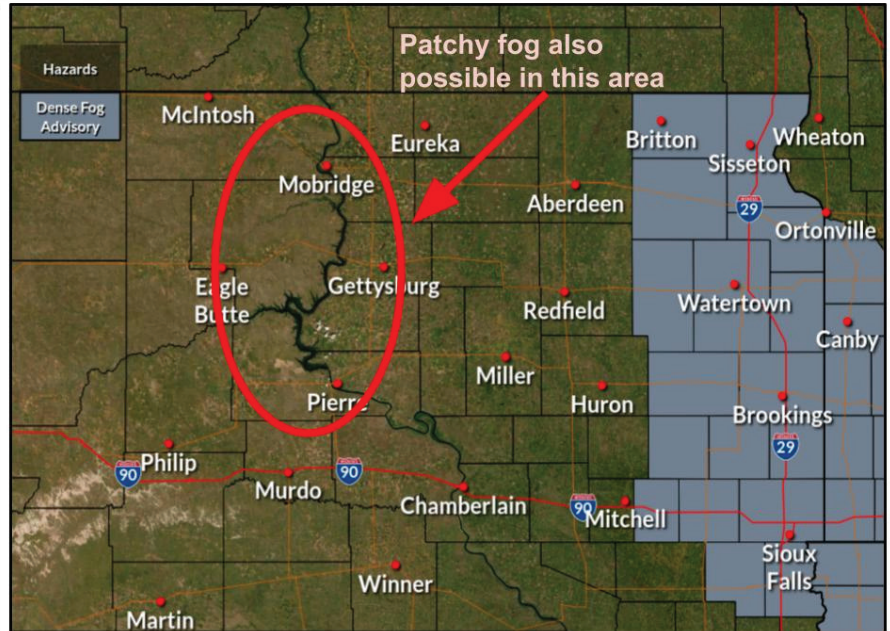 Patchy fog also
possible in this area
Hazards
Dense Fog
Advisory
McIntosh
Eureka
Britton
Wheaton
Sisseton
Mobridge
Aberdeen
29
Ortonville
Eagle
Butte
Gettysburg
Redfield
Watertown
Canby
Miller
Pierre
Huron
Brookings
29
Philip
90
90
Murdo
Chamberlain
90
Mitchell
Sioux
Falls
Winner
Martin